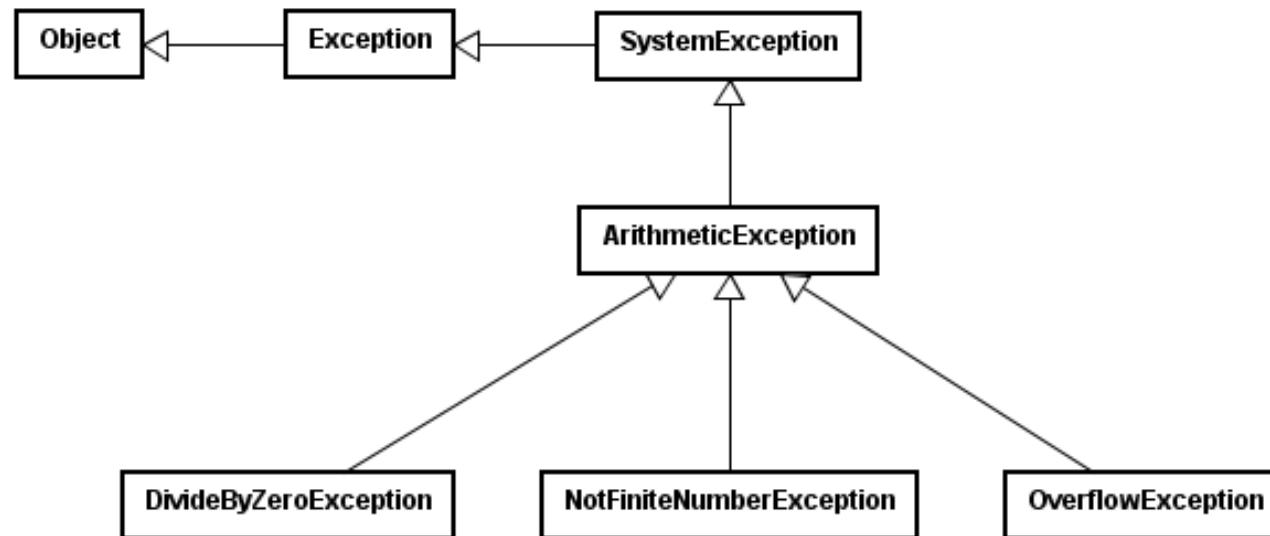 Object
Exception
SystemException
ArithmeticException
DivideByZeroException
NotFiniteNumberException
OverflowException